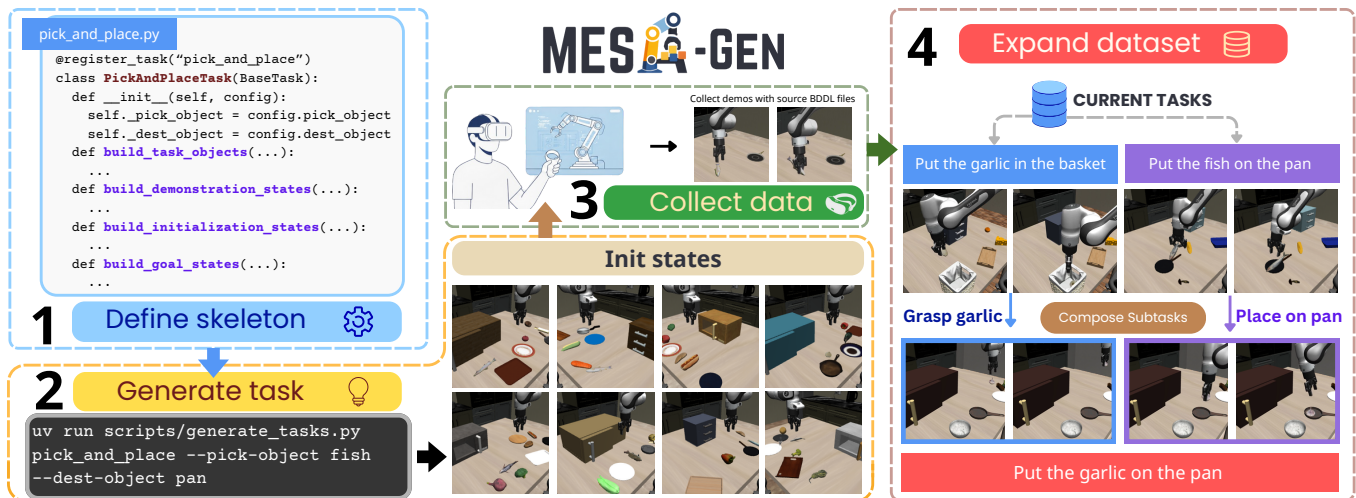 pick_and_place.py
@register_task(“pick_and_place”)
class PickAndPlaceTask(BaseTask):
def __init__(self, config):
self._pick_object = config.pick_object
self._dest_object = config.dest_object
def build_task_objects(...):
...
def build_demonstration_states(...):
...
def build_initialization_states(...):
...
def build_goal_states(...):
...
1
Define skeleton
2
Generate task
uv run scripts/generate_tasks.py
pick_and_place --pick-object fish
--dest-object pan
MESA-GEN
Collect demos with source BDDL files
3
Collect data
Init states
4
Expand dataset
CURRENT TASKS
Put the garlic in the basket
Put the fish on the pan
Grasp garlic
Compose Subtasks
Place on pan
Put the garlic on the pan